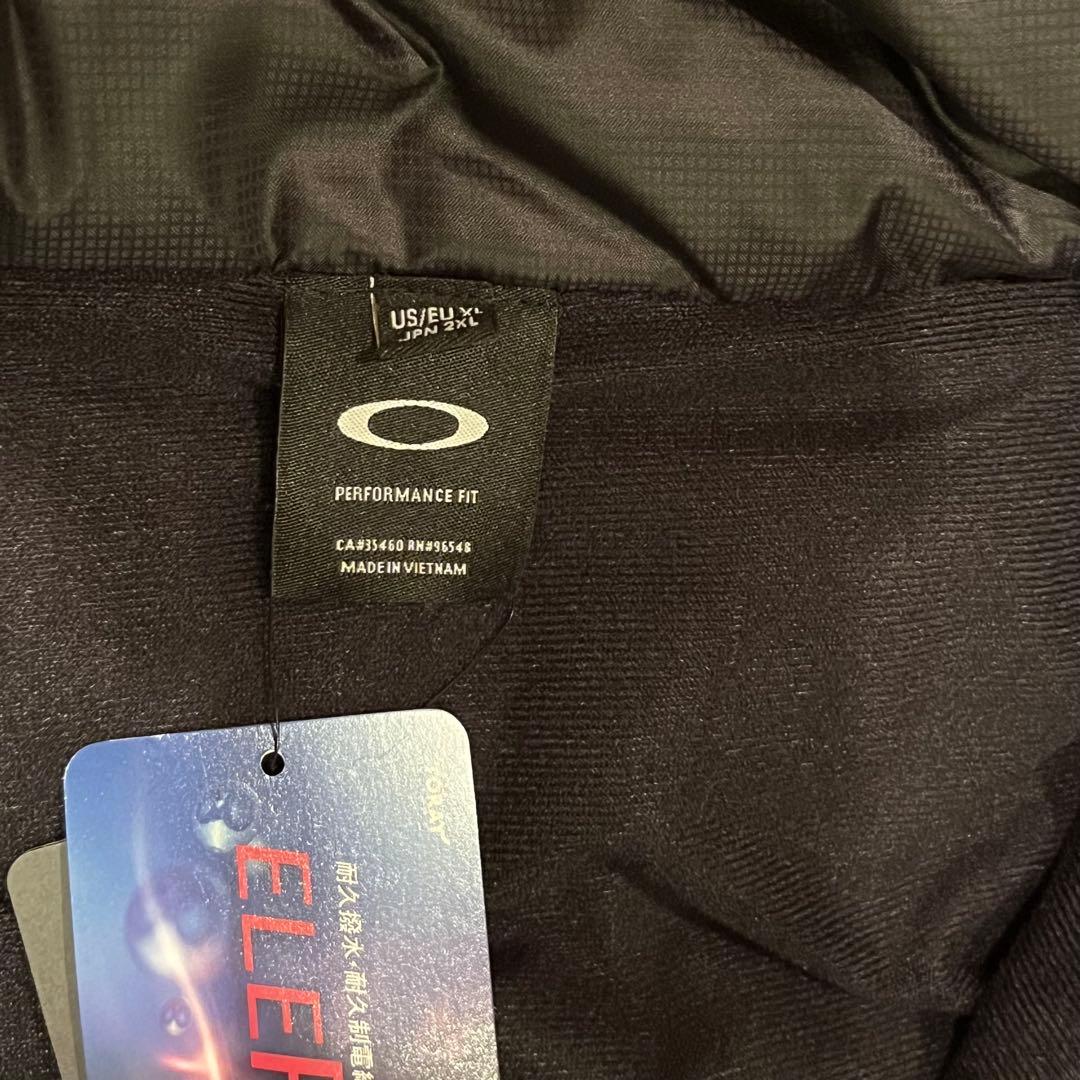 US/EU XL
JPN 2XL
PERFORMANCE FIT
CA#35460 RN#96548
MADE IN VIETNAM
耐久撥水・耐久制電